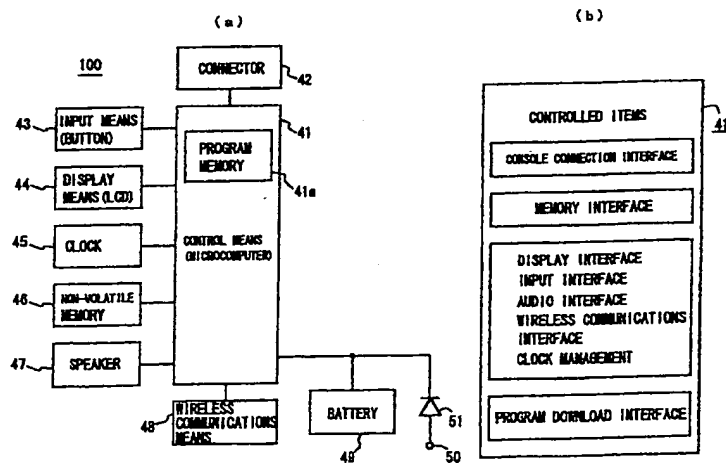 (a)
100
CONNECTOR
42
43
INPUT MEANS
(BUTTON)
41
PROGRAM
MEMORY
41a
44
DISPLAY
MEANS(LCD)
45
CLOCK
CONTROL MEANS
(MICROCOMPUTER)
46
NON-VOLATILE
MEMORY
47
SPEAKER
48
WIRELESS
COMMUNICATIONS
MEANS
BATTERY
49
51
50
(b)
41
CONTROLLED ITEMS
CONSOLE CONNECTION INTERFACE
MEMORY INTERFACE
DISPLAY INTERFACE
INPUT INTERFACE
AUDIO INTERFACE
WIRELESS COMMUNICATIONS
INTERFACE
CLOCK MANAGEMENT
PROGRAM DOWNLOAD INTERFACE